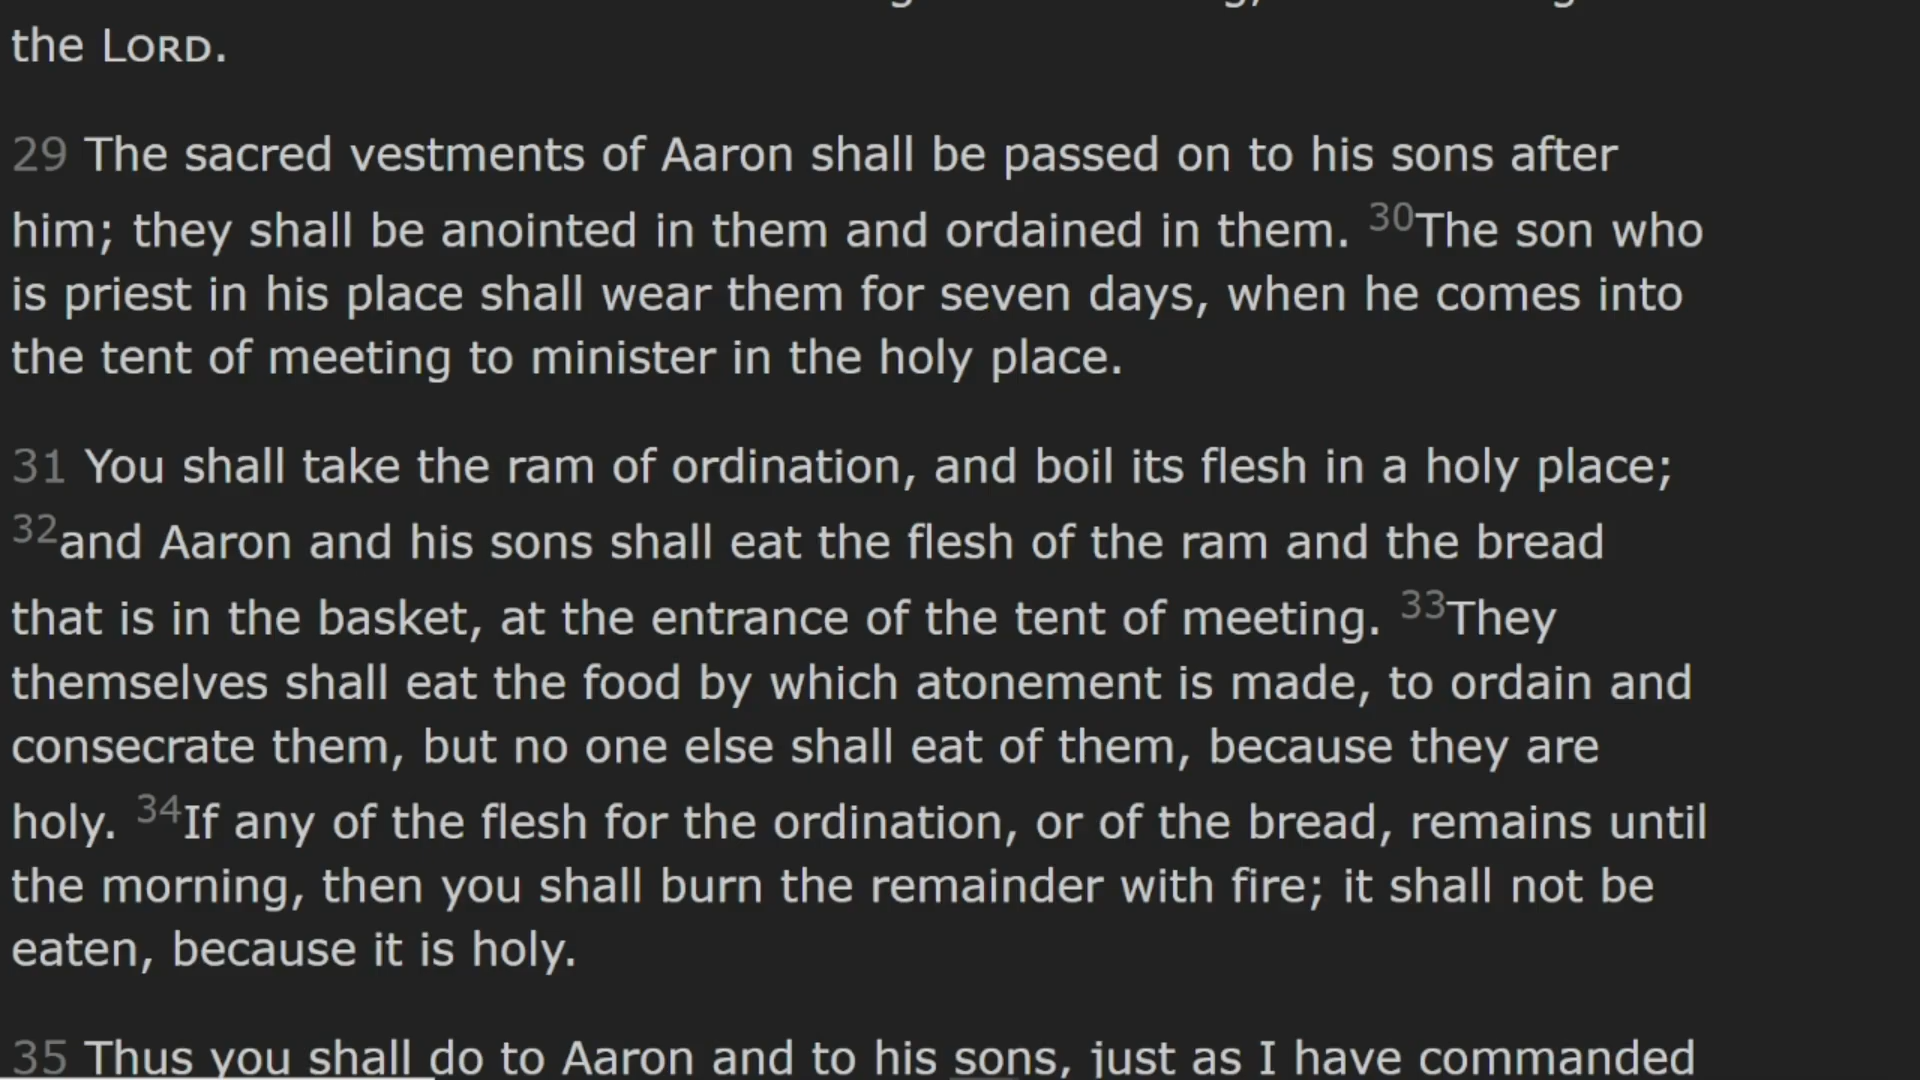 the LORD.
29 The sacred vestments of Aaron shall be passed on to his sons after
him; they shall be anointed in them and ordained in them. 30The son who
is priest in his place shall wear them for seven days, when he comes into
the tent of meeting to minister in the holy place.
31 You shall take the ram of ordination, and boil its flesh in a holy place;
32and Aaron and his sons shall eat the flesh of the ram and the bread
that is in the basket, at the entrance of the tent of meeting. 33They
themselves shall eat the food by which atonement is made, to ordain and
consecrate them, but no one else shall eat of them, because they are
holy. 34If any of the flesh for the ordination, or of the bread, remains until
the morning, then you shall burn the remainder with fire; it shall not be
eaten, because it is holy.
35 Thus you shall do to Aaron and to his sons, just as I have commanded